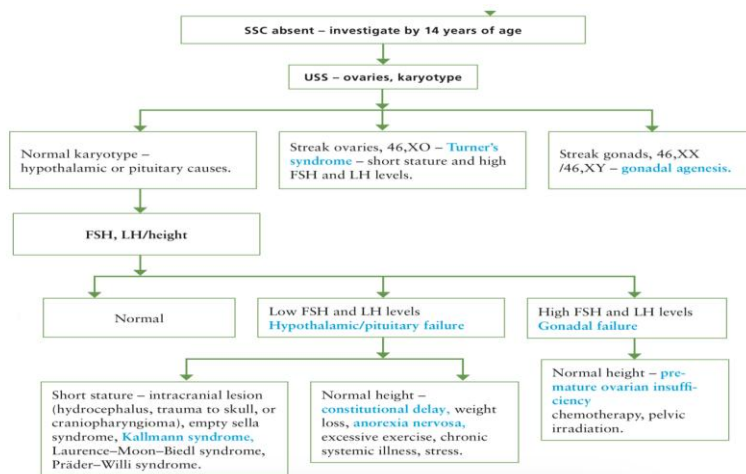 SSC absent – investigate by 14 years of age
USS – ovaries, karyotype
Normal karyotype –
hypothalamic or pituitary causes.
Streak ovaries, 46,XO – Turner's
syndrome – short stature and high
FSH and LH levels.
Streak gonads, 46,XX
/46,XY – gonadal agenesis.
FSH, LH/height
Normal
Low FSH and LH levels
Hypothalamic/pituitary failure
High FSH and LH levels
Gonadal failure
Short stature – intracranial lesion
(hydrocephalus, trauma to skull, or
craniopharyngioma), empty sella
syndrome, Kallmann syndrome,
Laurence–Moon–Biedl syndrome,
Präder–Willi syndrome.
Normal height –
constitutional delay, weight
loss, anorexia nervosa,
excessive exercise, chronic
systemic illness, stress.
Normal height – pre-
mature ovarian insuffi-
ciency
chemotherapy, pelvic
irradiation.